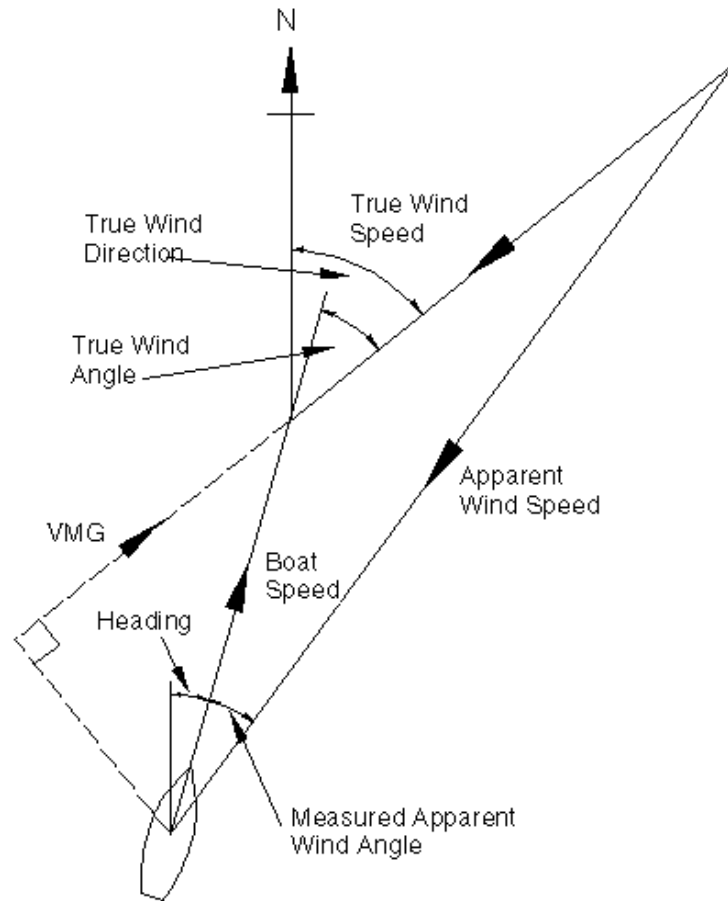 N
True Wind
Speed
True Wind
Direction
True Wind
Angle
Apparent
Wind Speed
VMG
Boat
Speed
Heading
Measured Apparent
Wind Angle